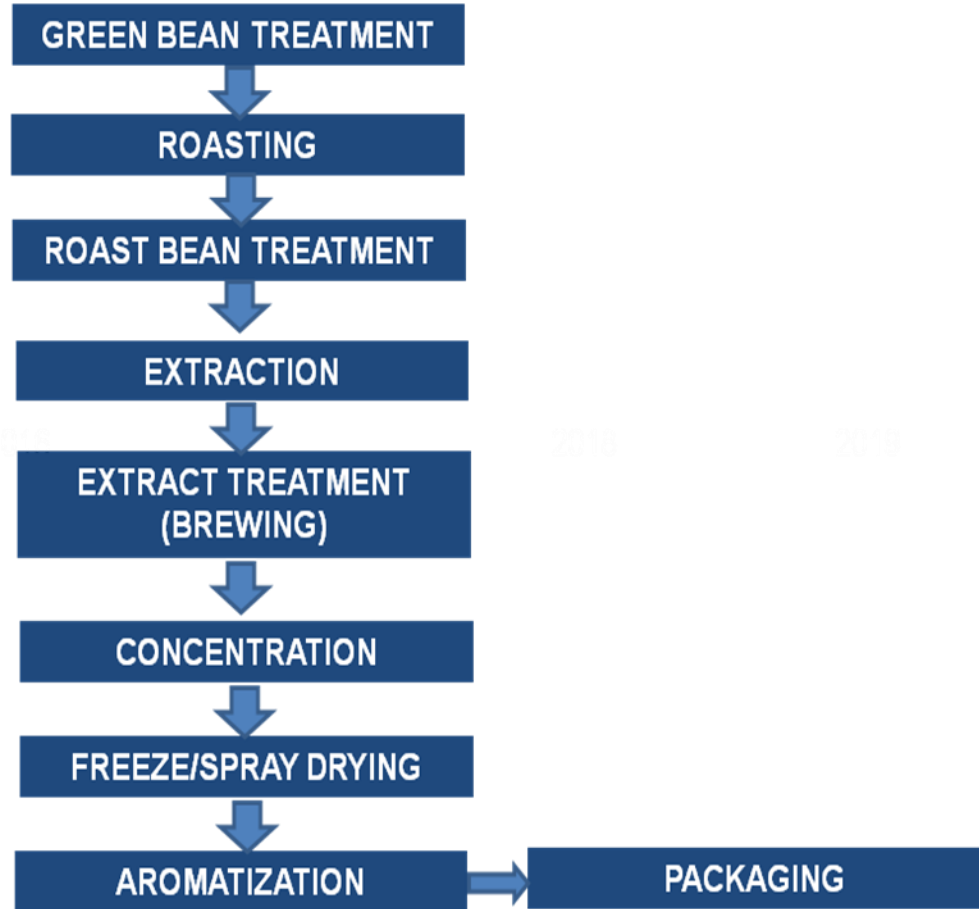 GREEN BEAN TREATMENT
ROASTING
ROAST BEAN TREATMENT
EXTRACTION
EXTRACT TREATMENT
(BREWING)
CONCENTRATION
FREEZE/SPRAY DRYING
AROMATIZATION
PACKAGING